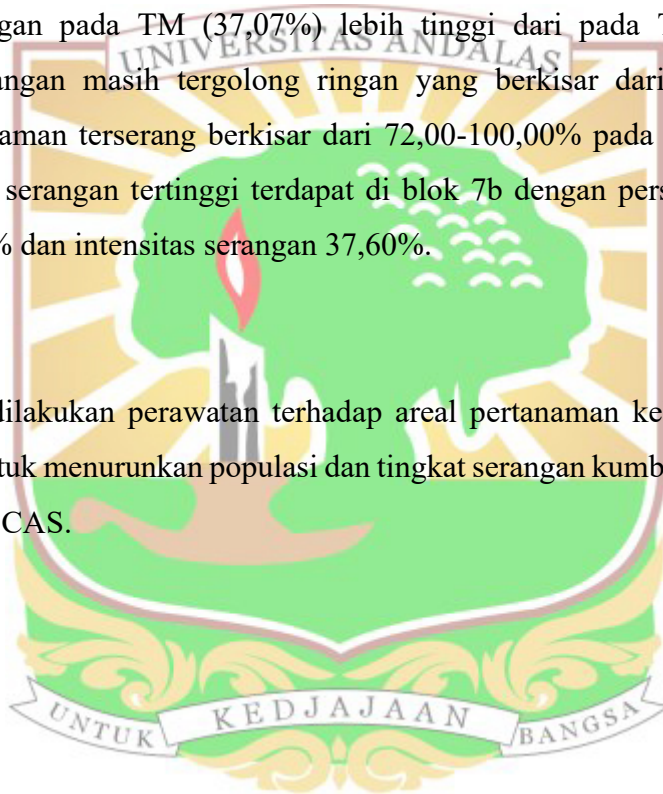 gan pada TM (37,07%) lebih tinggi dari pada
UNIVERSITAS ANDALAS
angan masih tergolong ringan yang berkisar dari
aman terserang berkisar dari 72,00-100,00% pada
serangan tertinggi terdapat di blok 7b dengan pers
% dan intensitas serangan 37,60%.
dilakukan perawatan terhadap areal pertanaman ke
tuk menurunkan populasi dan tingkat serangan kumb
CAS.
UNTUK KEDJAJAAN BANGSA